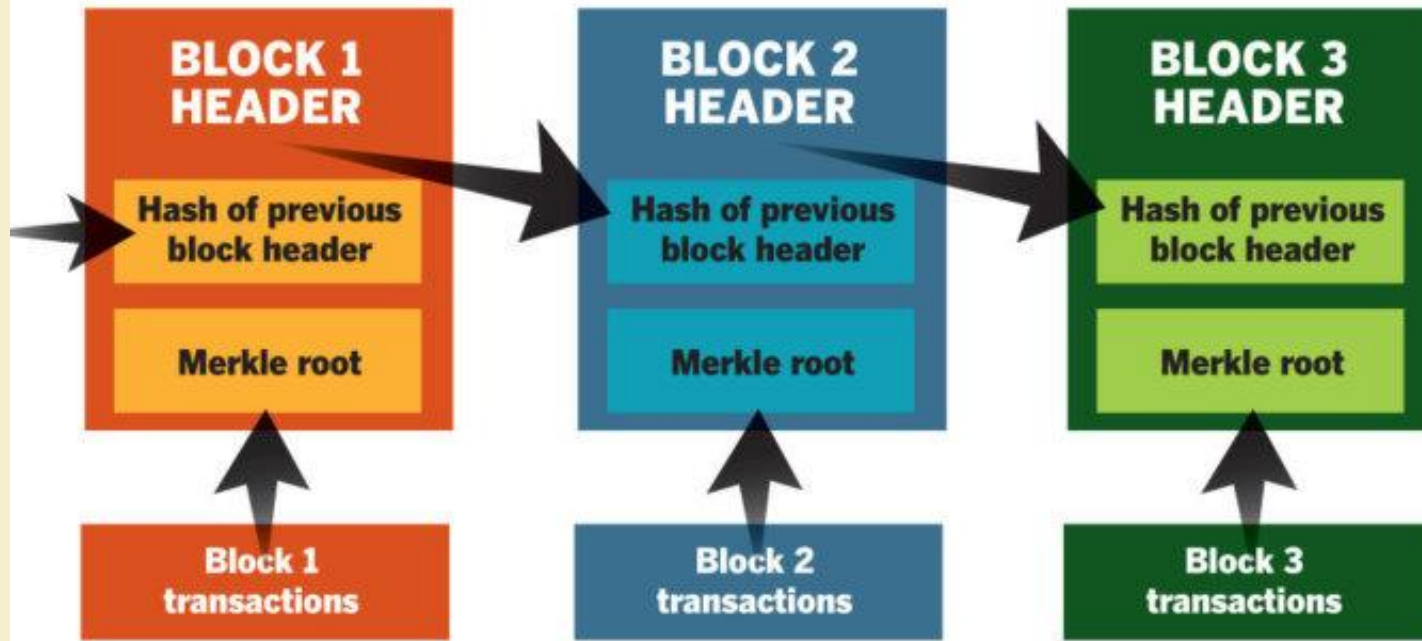 BLOCK 1
HEADER
Hash of previous
block header
Merkle root
Block 1
transactions
BLOCK 2
HEADER
Hash of previous
block header
Merkle root
Block 2
transactions
BLOCK 3
HEADER
Hash of previous
block header
Merkle root
Block 3
transactions